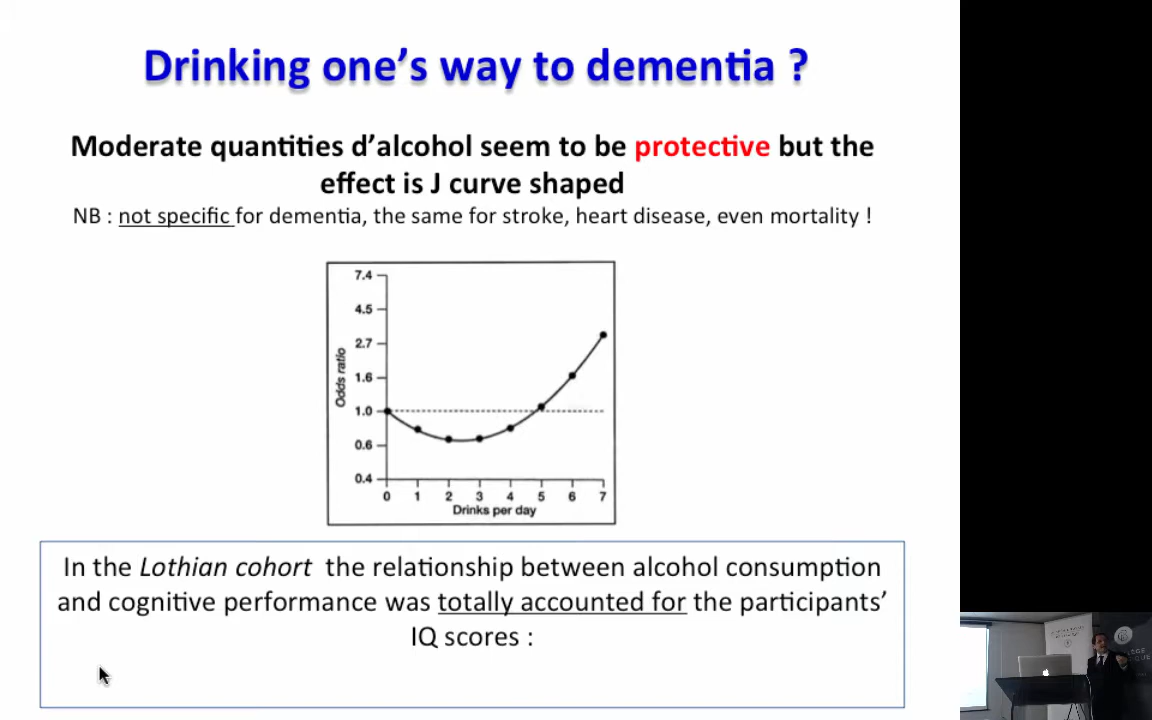 Drinking one's way to dementia ?
Moderate quantities d'alcohol seem to be protective but the
effect is J curve shaped
NB : not specific for dementia, the same for stroke, heart disease, even mortality !
7.4
4.5
2.7
1.6
1.0
0.6
0.4
Odds ratio
0 1 2 3 4 5 6 7
Drinks per day
In the Lothian cohort the relationship between alcohol consumption
and cognitive performance was totally accounted for the participants'
IQ scores :